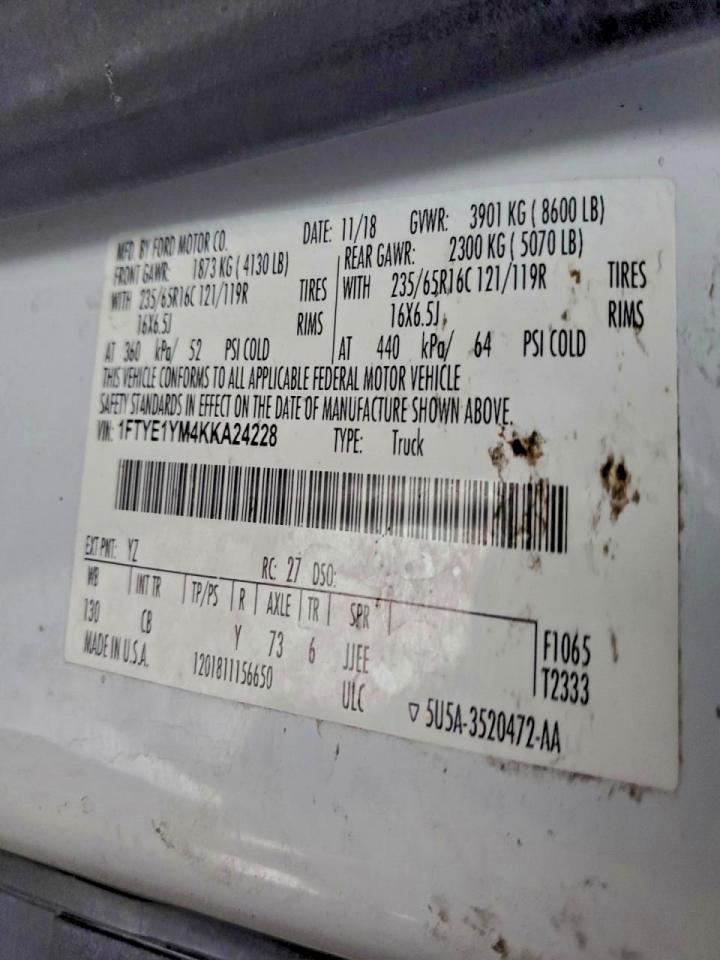 MFD. BY FORD MOTOR CO. DATE: 11/18 GVWR: 3901 KG ( 8600 LB)
FRONT GAWR: 1873 KG ( 4130 LB) REAR GAWR: 2300 KG ( 5070 LB)
WITH 235/65R16C 121/119R TIRES WITH 235/65R16C 121/119R TIRES
16X6.5J RIMS 16X6.5J RIMS
AT 360 kPa/ 52 PSI COLD AT 440 kPa/ 64 PSI COLD
THIS VEHICLE CONFORMS TO ALL APPLICABLE FEDERAL MOTOR VEHICLE
SAFETY STANDARDS IN EFFECT ON THE DATE OF MANUFACTURE SHOWN ABOVE.
VIN: 1FTYE1YM4KKA24228 TYPE: Truck
EXT PNT: YZ RC: 27 DSO:
WB INT TR TP/PS R AXLE TR SPR
130 CB Y 73 6 JJEE F1065
MADE IN U.S.A. 1201811156650 ULC T2333
5U5A-3520472-AA